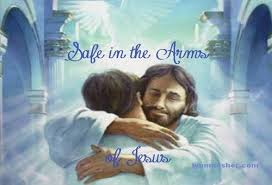 Safe in the Arms
of Jesus